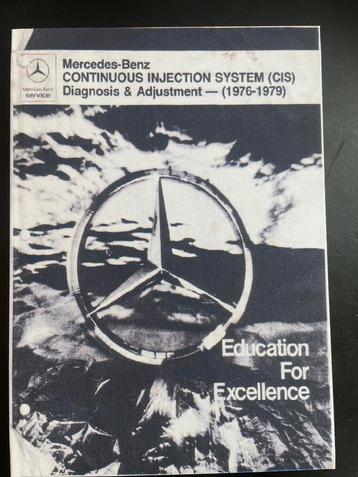 Mercedes-Benz
CONTINUOUS INJECTION SYSTEM (CIS)
Diagnosis & Adjustment — (1976-1979)
Mercedes-Benz
service
Education
For
Excellence